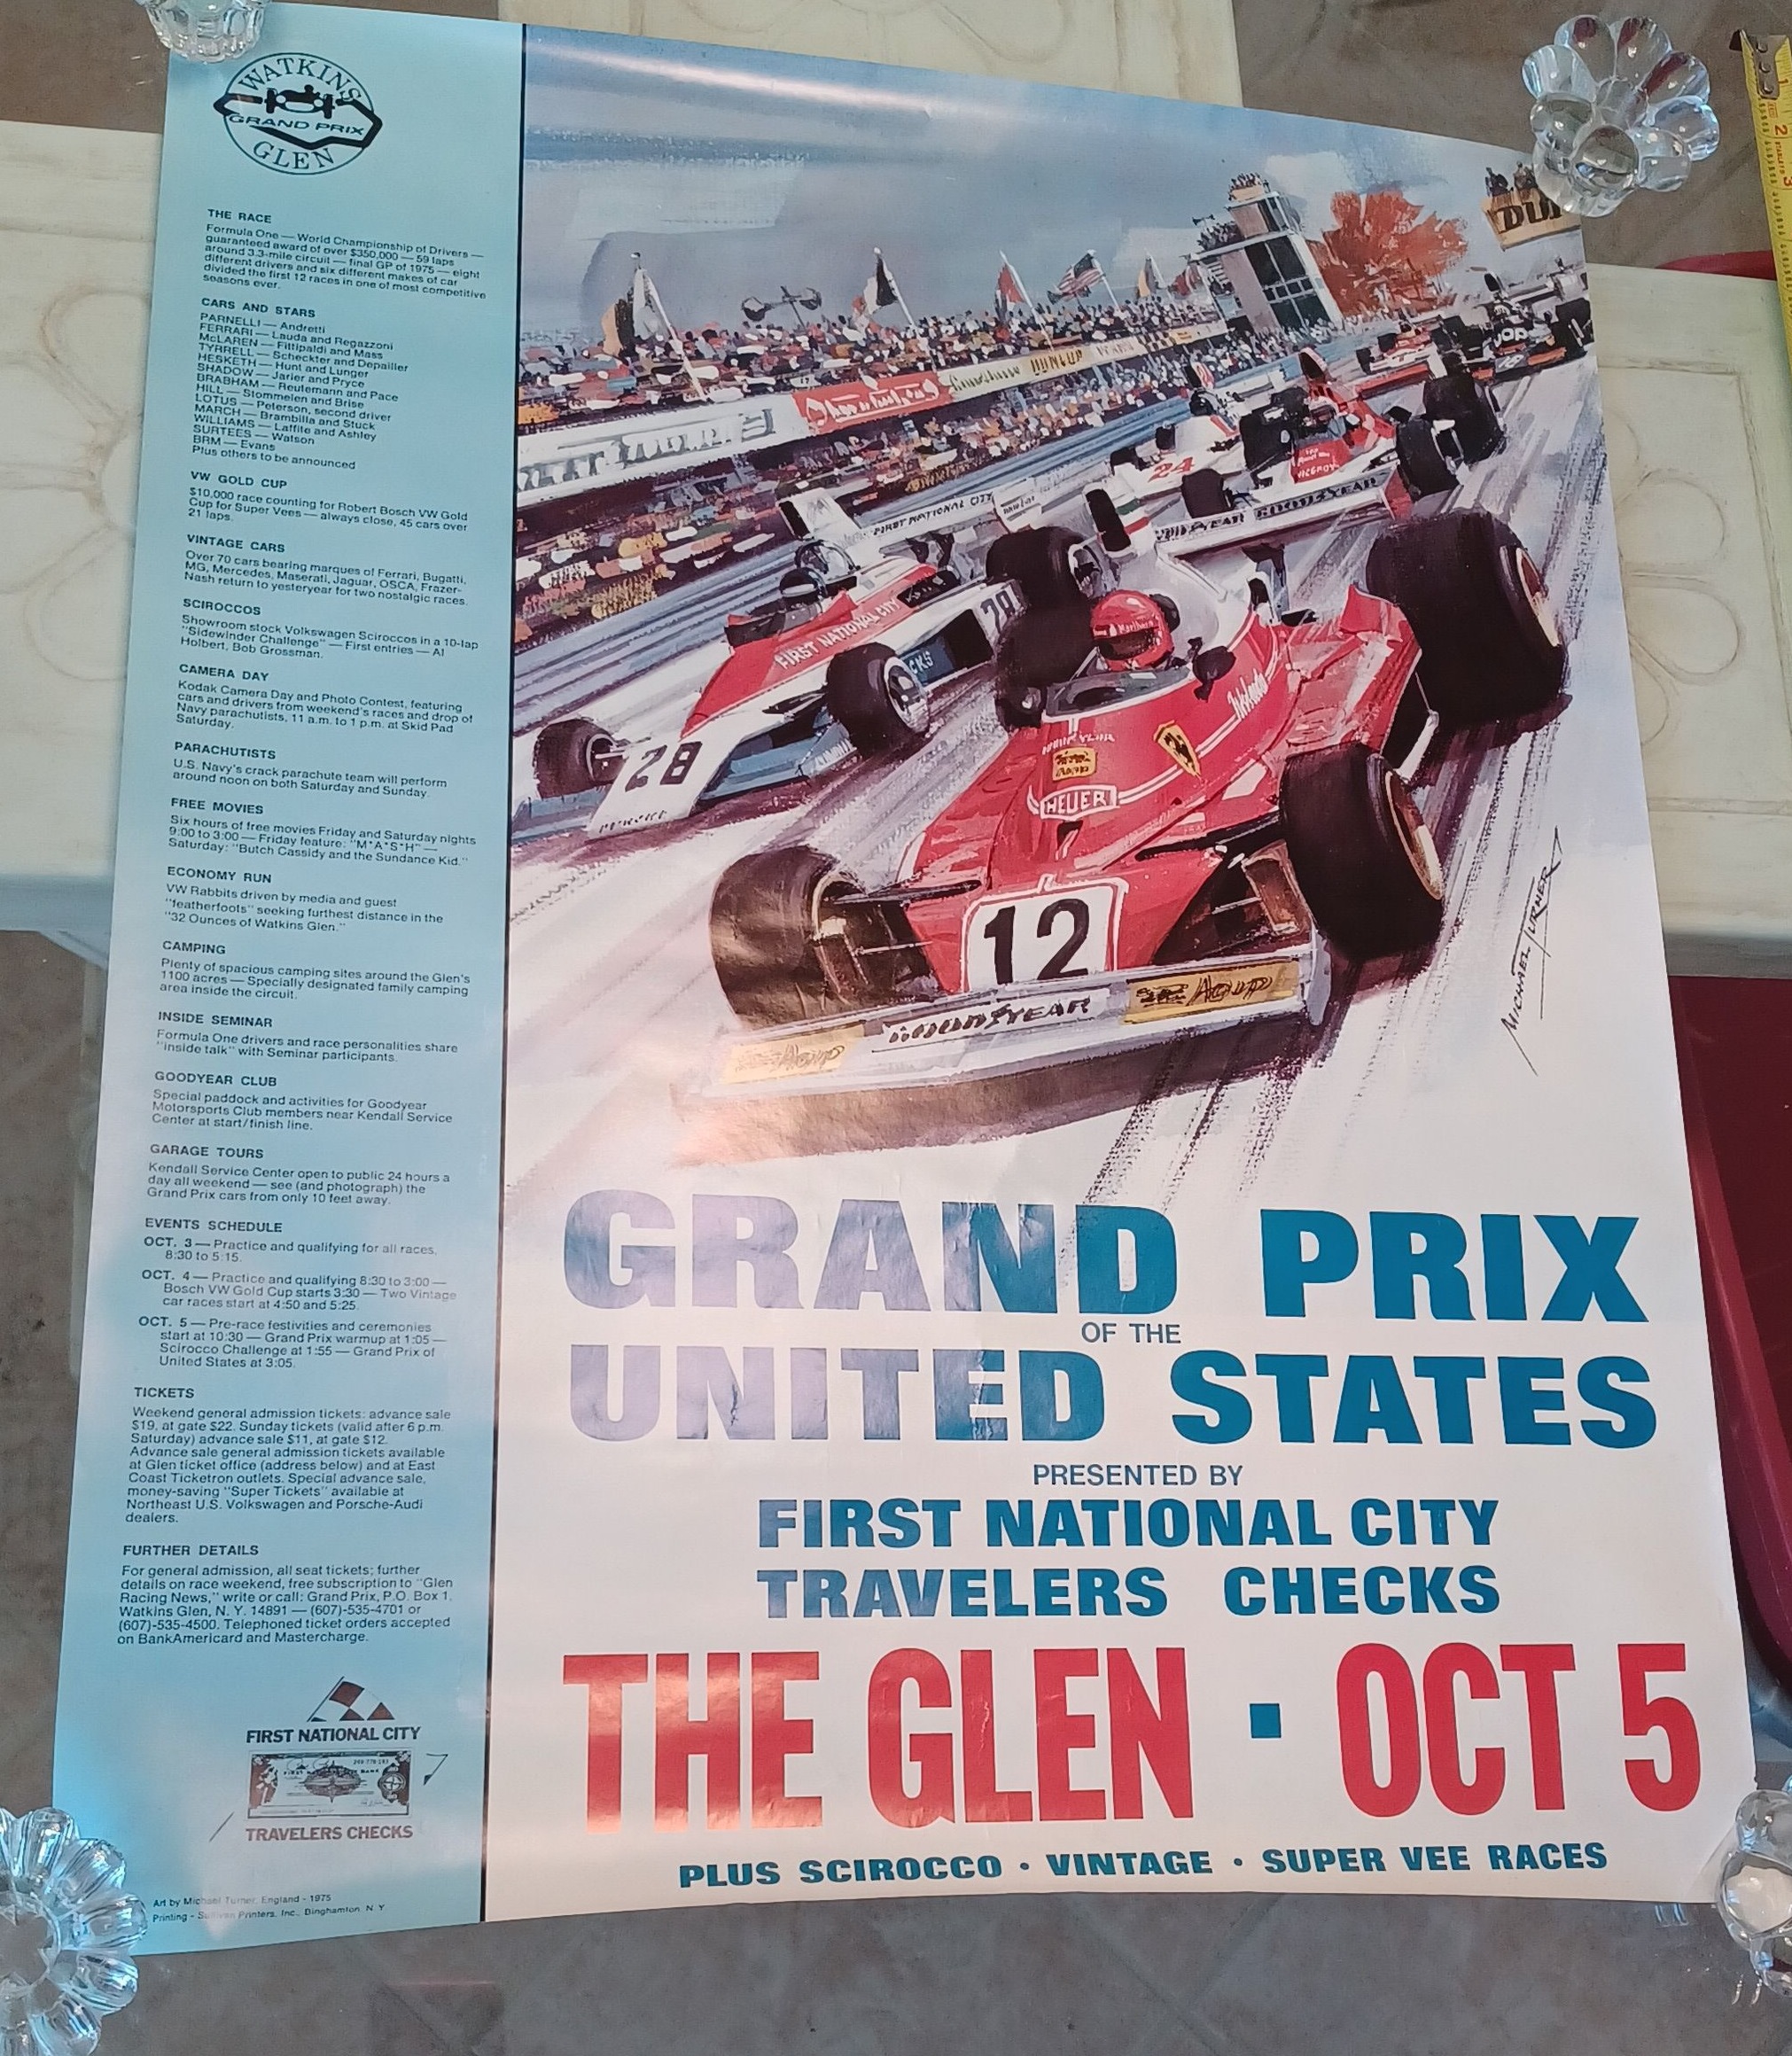 WATKINS
GRAND PRIX
GLEN
THE RACE
Formula One — World Championship of Drivers —
guaranteed award of over $350,000 — 59 laps
around 3.3-mile circuit — final GP of 1975 — eight
different drivers and six different makes of car
divided the first 12 races in one of most competitive
seasons ever.
CARS AND STARS
PARNELLI — Andretti
FERRARI — Lauda and Regazzoni
McLAREN — Fittipaldi and Mass
TYRRELL — Scheckter and Depailler
HESKETH — Hunt and Lunger
SHADOW — Jarier and Pryce
BRABHAM — Reutemann and Pace
HILL — Stommelen and Brise
LOTUS — Peterson, second driver
MARCH — Brambilla and Stuck
WILLIAMS — Laffite and Ashley
SURTEES — Watson
BRM — Evans
Plus others to be announced
VW GOLD CUP
$10,000 race counting for Robert Bosch VW Gold
Cup for Super Vees — always close, 45 cars over
21 laps.
VINTAGE CARS
Over 70 cars bearing marques of Ferrari, Bugatti,
MG, Mercedes, Maserati, Jaguar, OSCA, Frazer-
Nash return to yesteryear for two nostalgic races.
SCIROCCOS
Showroom stock Volkswagen Sciroccos in a 10-lap
"Sidewinder Challenge" — First entries — Al
Holbert, Bob Grossman.
CAMERA DAY
Kodak Camera Day and Photo Contest, featuring
cars and drivers from weekend's races and drop of
Navy parachutists, 11 a.m. to 1 p.m. at Skid Pad
Saturday.
PARACHUTISTS
U.S. Navy's crack parachute team will perform
around noon on both Saturday and Sunday.
FREE MOVIES
Six hours of free movies Friday and Saturday nights
9:00 to 3:00 — Friday feature: "M*A*S*H" —
Saturday: "Butch Cassidy and the Sundance Kid."
ECONOMY RUN
VW Rabbits driven by media and guest
"featherfoots" seeking furthest distance in the
"32 Ounces of Watkins Glen."
CAMPING
Plenty of spacious camping sites around the Glen's
1100 acres — Specially designated family camping
area inside the circuit.
INSIDE SEMINAR
Formula One drivers and race personalities share
"inside talk" with Seminar participants.
GOODYEAR CLUB
Special paddock and activities for Goodyear
Motorsports Club members near Kendall Service
Center at start/finish line.
GARAGE TOURS
Kendall Service Center open to public 24 hours a
day all weekend — see (and photograph) the
Grand Prix cars from only 10 feet away.
EVENTS SCHEDULE
OCT. 3 — Practice and qualifying for all races,
8:30 to 5:15.
OCT. 4 — Practice and qualifying 8:30 to 3:00 —
Bosch VW Gold Cup starts 3:30 — Two Vintage
car races start at 4:50 and 5:25.
OCT. 5 — Pre-race festivities and ceremonies
start at 10:30 — Grand Prix warmup at 1:05 —
Scirocco Challenge at 1:55 — Grand Prix of
United States at 3:05.
TICKETS
Weekend general admission tickets: advance sale
$19, at gate $22. Sunday tickets (valid after 6 p.m.
Saturday) advance sale $11, at gate $12.
Advance sale general admission tickets available
at Glen ticket office (address below) and at East
Coast Ticketron outlets. Special advance sale,
money-saving "Super Tickets" available at
Northeast U.S. Volkswagen and Porsche-Audi
dealers.
FURTHER DETAILS
For general admission, all seat tickets; further
details on race weekend, free subscription to "Glen
Racing News," write or call: Grand Prix, P.O. Box 1,
Watkins Glen, N. Y. 14891 — (607)-535-4701 or
(607)-535-4500. Telephoned ticket orders accepted
on BankAmericard and Mastercharge.
FIRST NATIONAL CITY
TRAVELERS CHECKS
Art by Michael Turner, England - 1975
Printing - Sullivan Printers, Inc., Binghamton, N.Y.
DUNLOP
24
VICEROY
GOODYEAR
FIRST NATIONAL CITY
28
FIRST NATIONAL CITY
28
Marlboro
HEUER
12
GOODYEAR
MICHAEL TURNER
GRAND PRIX
OF THE
UNITED STATES
PRESENTED BY
FIRST NATIONAL CITY
TRAVELERS CHECKS
THE GLEN ▪ OCT 5
PLUS SCIROCCO • VINTAGE • SUPER VEE RACES